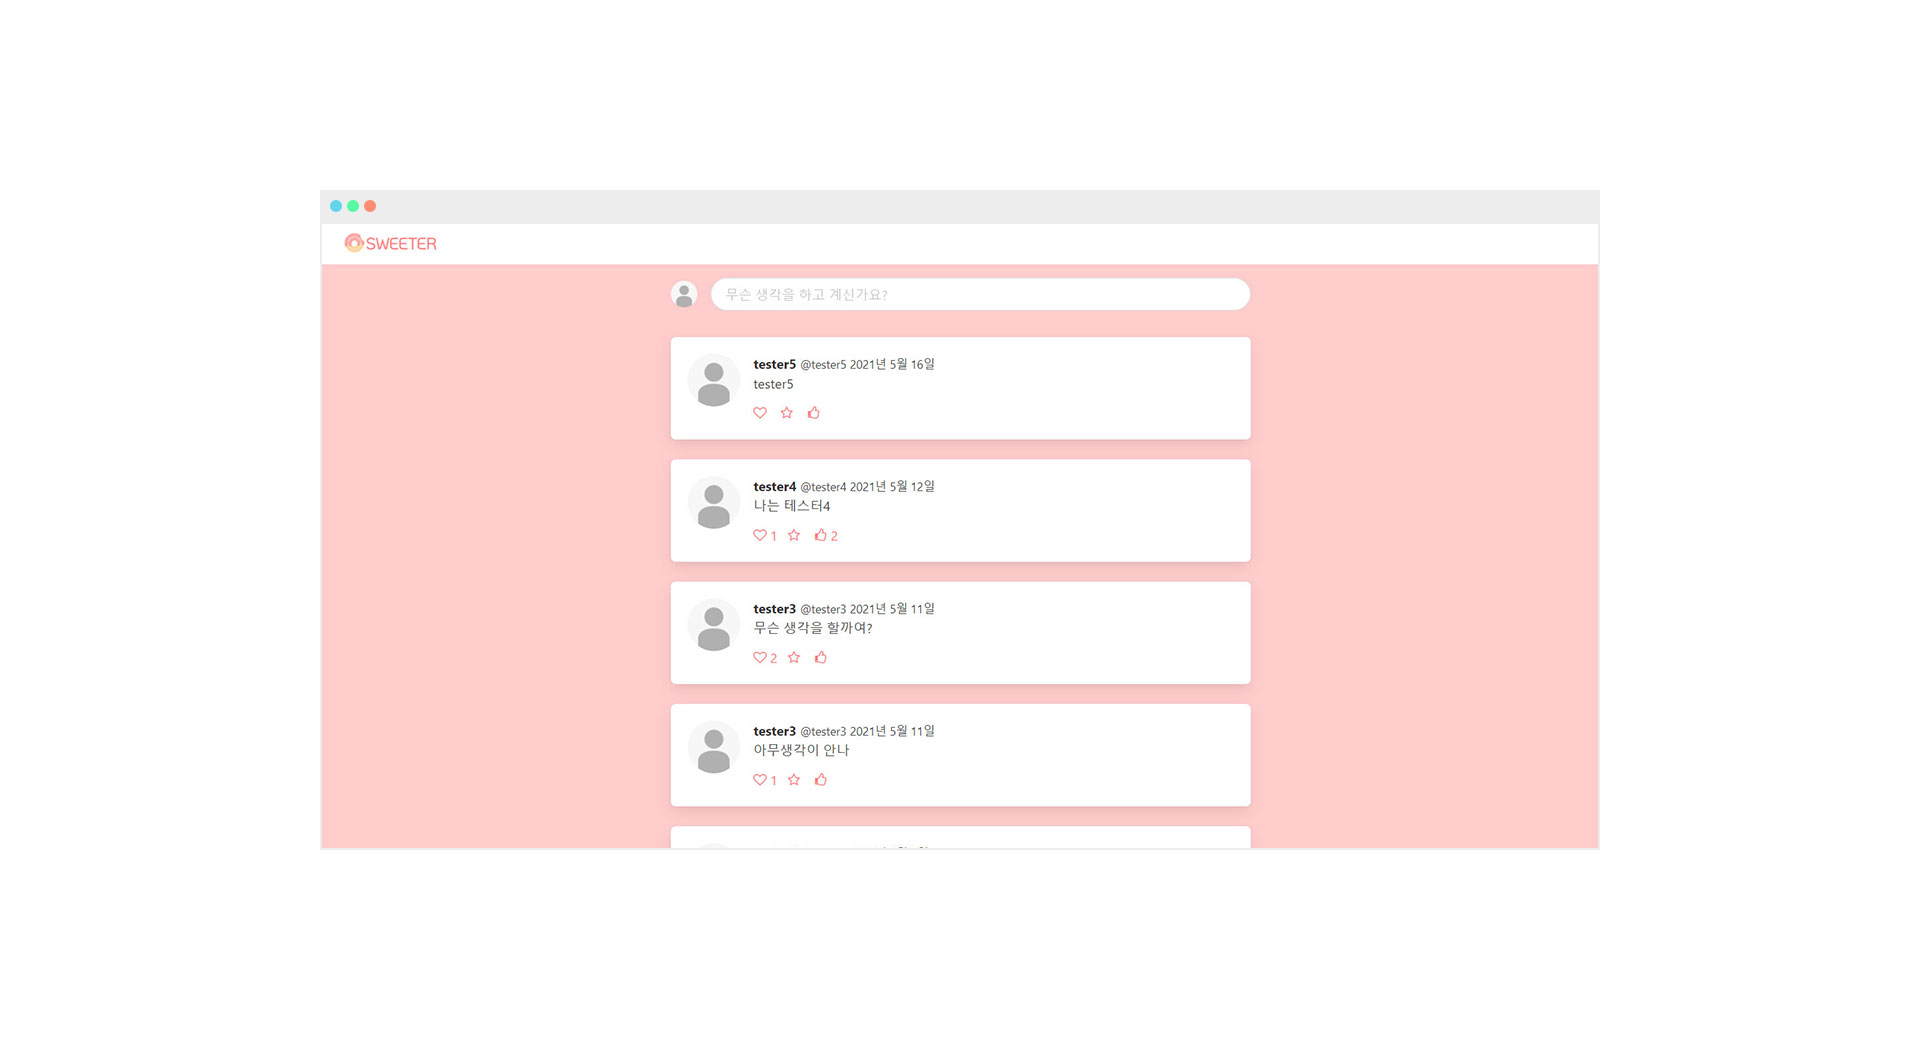 SWEETER
무슨 생각을 하고 계신가요?
tester5 @tester5 2021년 5월 16일
tester5
tester4 @tester4 2021년 5월 12일
나는 테스터4
1 2
tester3 @tester3 2021년 5월 11일
무슨 생각을 할까여?
2
tester3 @tester3 2021년 5월 11일
아무생각이 안나
1